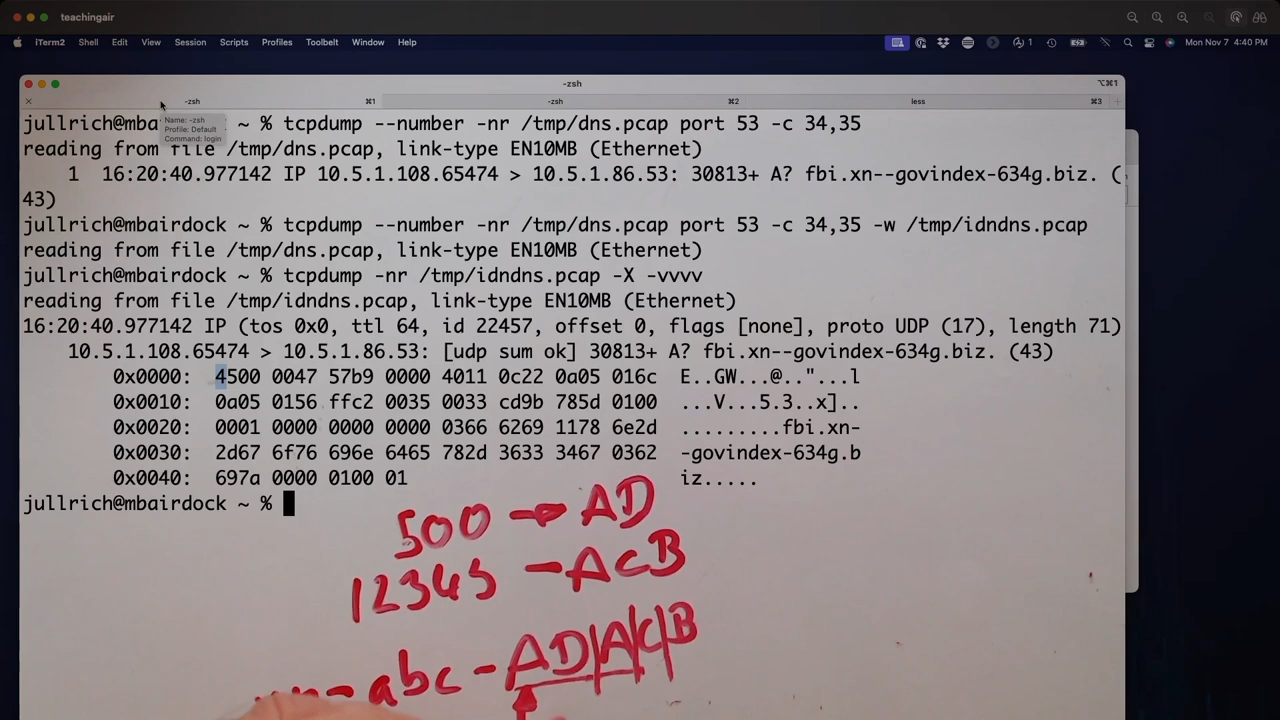 teachingair
iTerm2 Shell Edit View Session Scripts Profiles Toolbelt Window Help 1 Mon Nov 7 4:40 PM
-zsh ⌥⌘1
-zsh ⌘1 -zsh ⌘2 less ⌘3
Name: -zsh
Profile: Default
Command: login
jullrich@mba ~ % tcpdump --number -nr /tmp/dns.pcap port 53 -c 34,35
reading from file /tmp/dns.pcap, link-type EN10MB (Ethernet)
1 16:20:40.977142 IP 10.5.1.108.65474 > 10.5.1.86.53: 30813+ A? fbi.xn--govindex-634g.biz. (
43)
jullrich@mbairdock ~ % tcpdump --number -nr /tmp/dns.pcap port 53 -c 34,35 -w /tmp/idndns.pcap
reading from file /tmp/dns.pcap, link-type EN10MB (Ethernet)
jullrich@mbairdock ~ % tcpdump -nr /tmp/idndns.pcap -X -vvvv
reading from file /tmp/idndns.pcap, link-type EN10MB (Ethernet)
16:20:40.977142 IP (tos 0x0, ttl 64, id 22457, offset 0, flags [none], proto UDP (17), length 71)
10.5.1.108.65474 > 10.5.1.86.53: [udp sum ok] 30813+ A? fbi.xn--govindex-634g.biz. (43)
0x0000: 4500 0047 57b9 0000 4011 0c22 0a05 016c E..GW...@.."...l
0x0010: 0a05 0156 ffc2 0035 0033 cd9b 785d 0100 ...V...5.3..x]..
0x0020: 0001 0000 0000 0000 0366 6269 1178 6e2d .........fbi.xn-
0x0030: 2d67 6f76 696e 6465 782d 3633 3467 0362 -govindex-634g.b
0x0040: 697a 0000 0100 01 iz.....
jullrich@mbairdock ~ %
500 → AD
12345 - ACB
- abc - AD|A|C|B